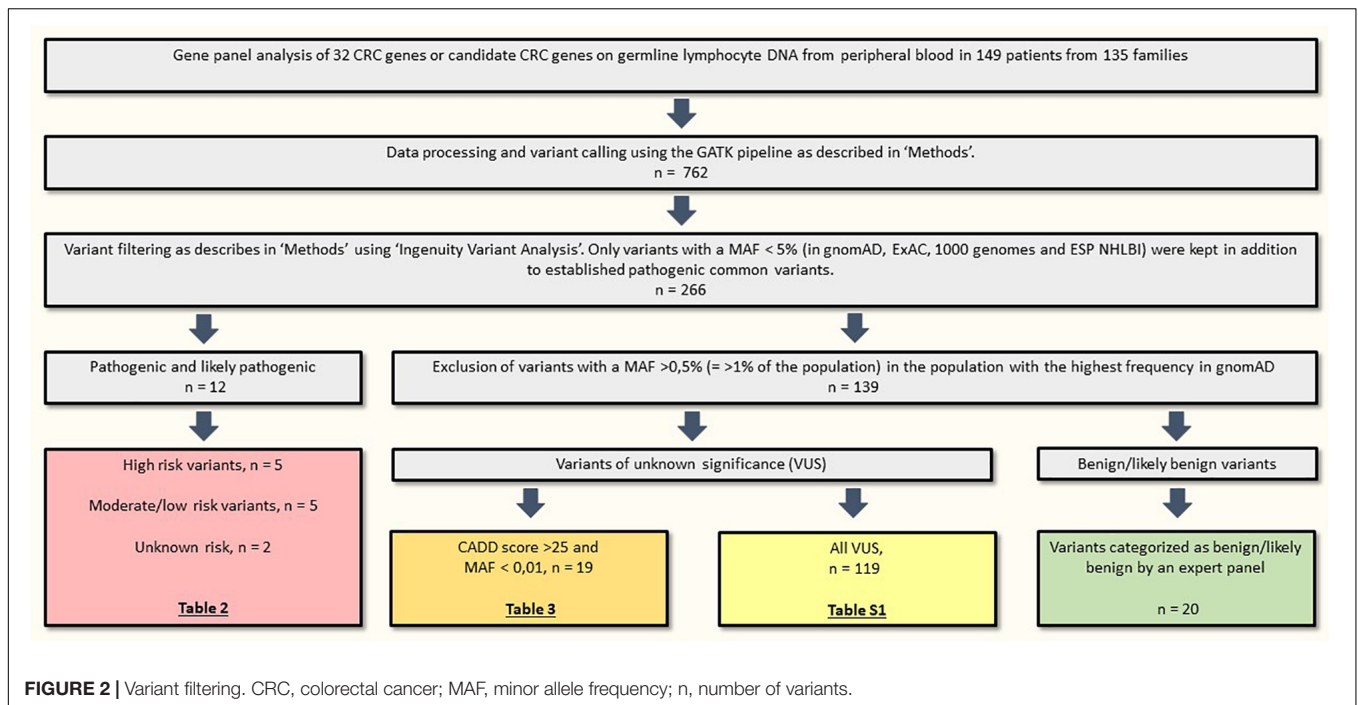 Gene panel analysis of 32 CRC genes or candidate CRC genes on germline lymphocyte DNA from peripheral blood in 149 patients from 135 families
Data processing and variant calling using the GATK pipeline as described in ‘Methods’.
n = 762
Variant filtering as describes in ‘Methods’ using ‘Ingenuity Variant Analysis’. Only variants with a MAF < 5% (in gnomAD, ExAC, 1000 genomes and ESP NHLBI) were kept in addition
to established pathogenic common variants.
n = 266
Pathogenic and likely pathogenic
n = 12
Exclusion of variants with a MAF >0,5% (= >1% of the population) in the population with the highest frequency in gnomAD
n = 139
High risk variants, n = 5
Moderate/low risk variants, n = 5
Unknown risk, n = 2
Table 2
Variants of unknown significance (VUS)
Benign/likely benign variants
CADD score >25 and
MAF < 0,01, n = 19
Table 3
All VUS,
n = 119
Table S1
Variants categorized as benign/likely
benign by an expert panel
n = 20
FIGURE 2 | Variant filtering. CRC, colorectal cancer; MAF, minor allele frequency; n, number of variants.